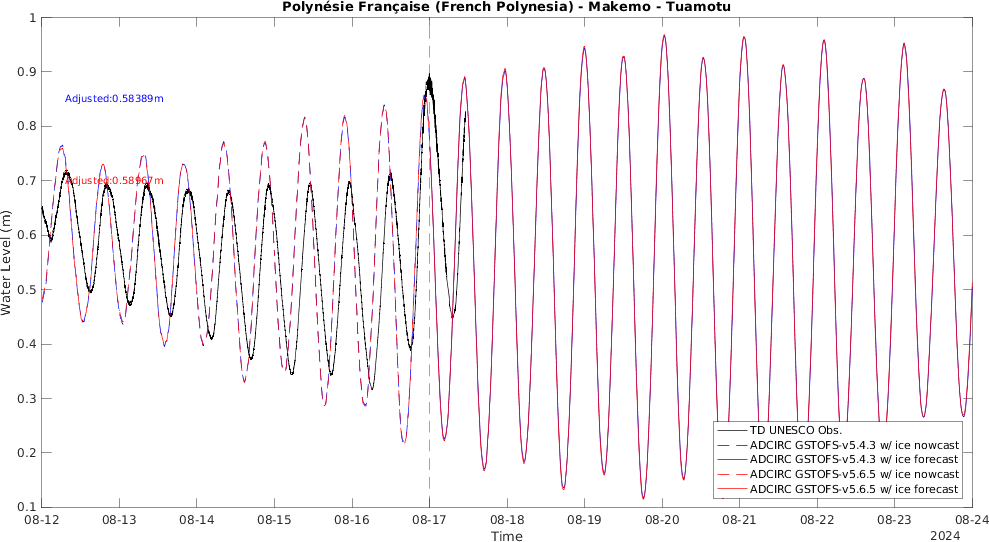 Polynésie Française (French Polynesia) - Makemo - Tuamotu
1
0.9
0.8
0.7
0.6
0.5
0.4
0.3
0.2
0.1
Water Level (m)
Adjusted:0.58389m
Adjusted:0.58967m
TD UNESCO Obs.
ADCIRC GSTOFS-v5.4.3 w/ ice nowcast
ADCIRC GSTOFS-v5.4.3 w/ ice forecast
ADCIRC GSTOFS-v5.6.5 w/ ice nowcast
ADCIRC GSTOFS-v5.6.5 w/ ice forecast
08-12 08-13 08-14 08-15 08-16 08-17 08-18 08-19 08-20 08-21 08-22 08-23 08-24
Time
2024